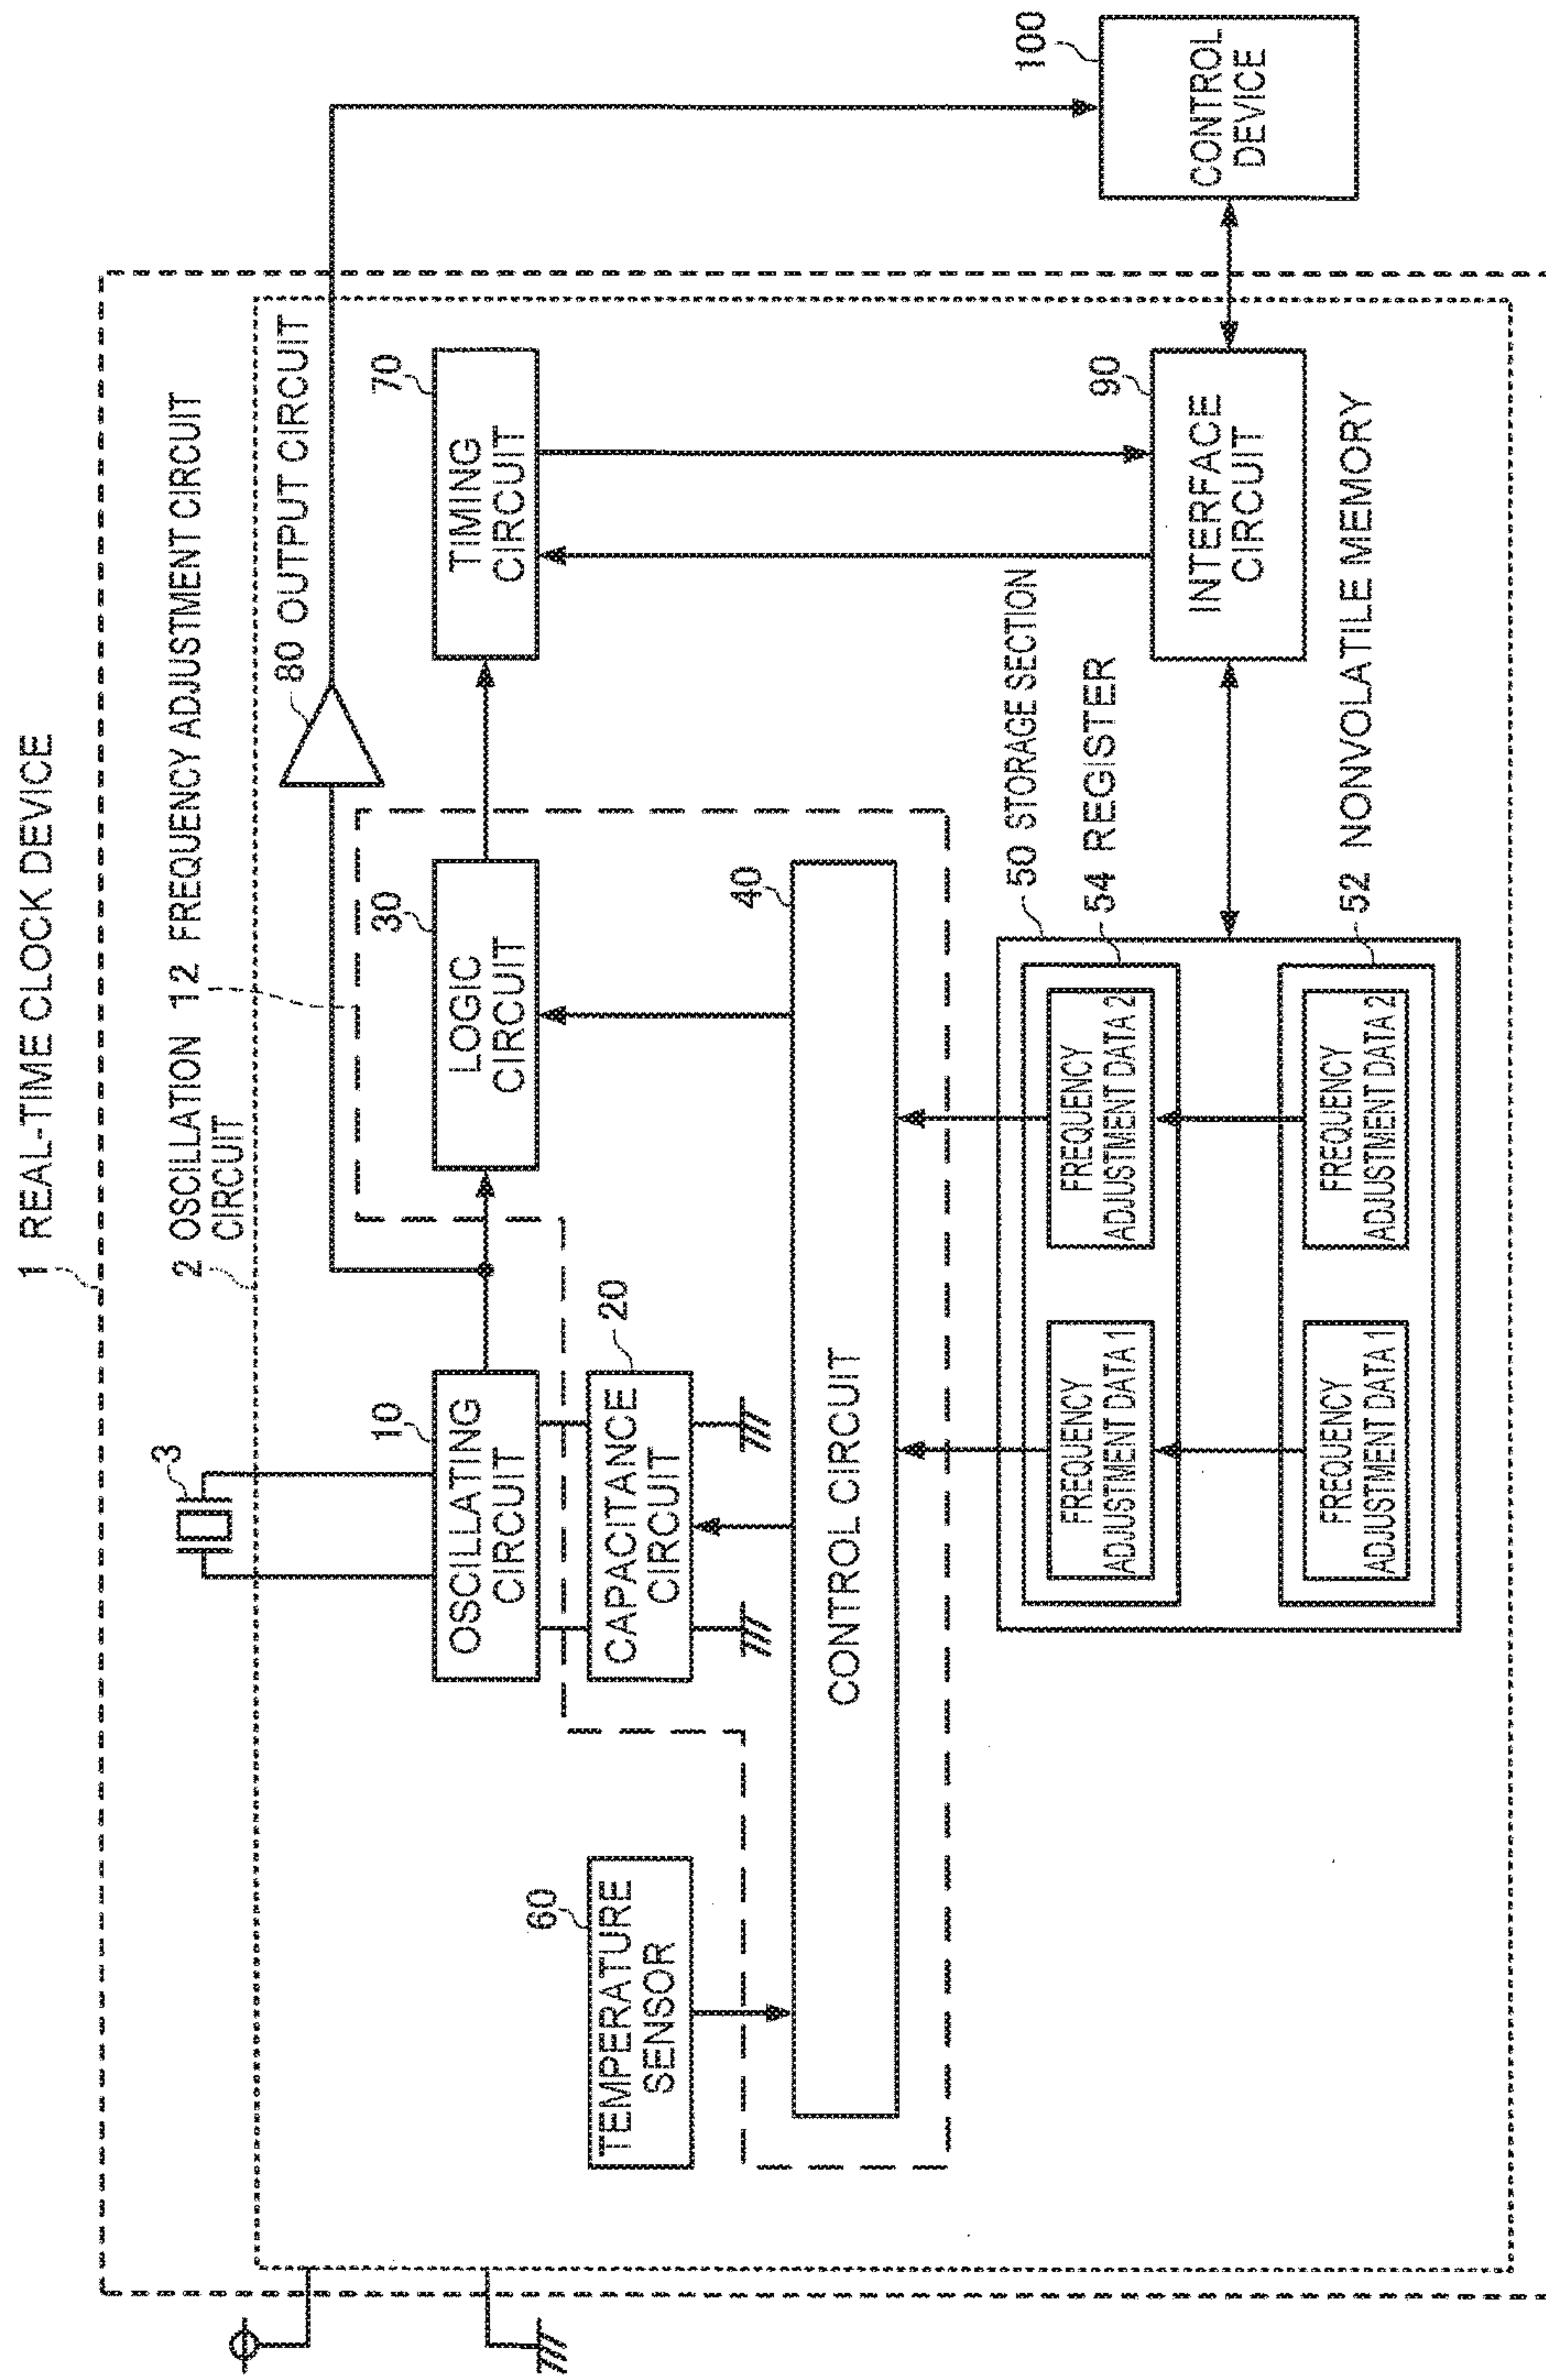 1 REAL-TIME CLOCK DEVICE
2 OSCILLATION
CIRCUIT
12 FREQUENCY ADJUSTMENT CIRCUIT
3
80 OUTPUT CIRCUIT
100
CONTROL
DEVICE
10
OSCILLATING
CIRCUIT
30
LOGIC
CIRCUIT
70
TIMING
CIRCUIT
60
TEMPERATURE
SENSOR
20
CAPACITANCE
CIRCUIT
40
CONTROL CIRCUIT
50 STORAGE SECTION
54 REGISTER
FREQUENCY
ADJUSTMENT DATA 1
FREQUENCY
ADJUSTMENT DATA 2
90
INTERFACE
CIRCUIT
52 NONVOLATILE MEMORY
FREQUENCY
ADJUSTMENT DATA 1
FREQUENCY
ADJUSTMENT DATA 2